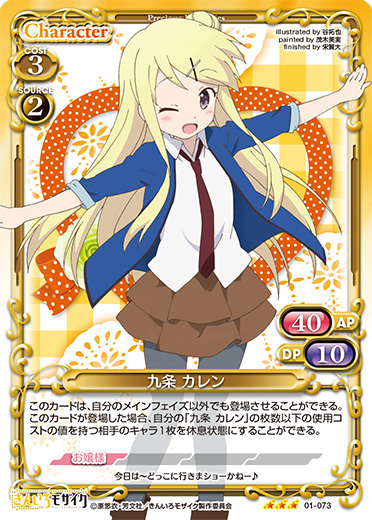 Precious Memories
Character
illustrated by 谷拓也
painted by 茂木美実
finished by 宋賢大
COST
3
SOURCE
2
40 AP
DP 10
九条 カレン
このカードは、自分のメインフェイズ以外でも登場させることができる。
このカードが登場した場合、自分の「九条 カレン」の枚数以下の使用コ
ストの値を持つ相手のキャラ1枚を休息状態にすることができる。
お嬢様
今日は〜どっこに行きまショーかねー♪
きんいろモザイク
01-073
©原悠衣・芳文社/きんいろモザイク製作委員会